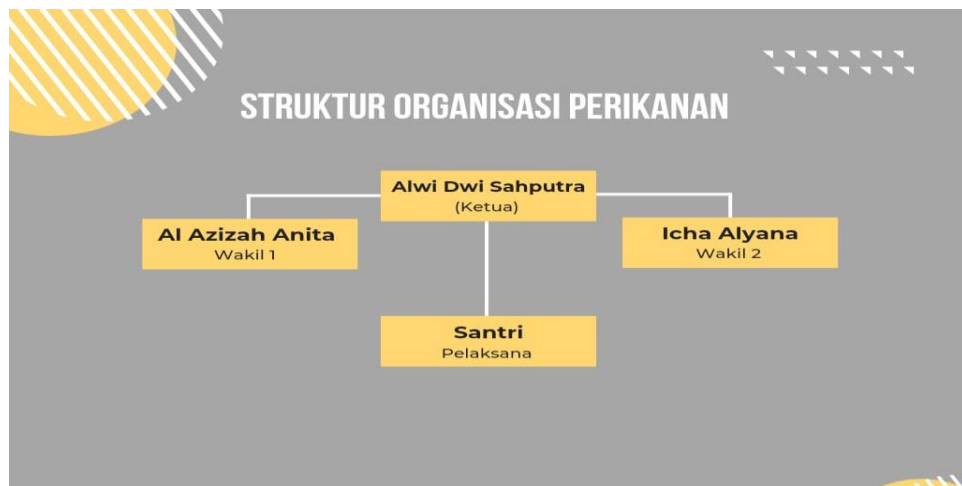 STRUKTUR ORGANISASI PERIKANAN
Alwi Dwi Sahputra
(Ketua)
Al Azizah Anita
Wakil 1
Icha Alyana
Wakil 2
Santri
Pelaksana